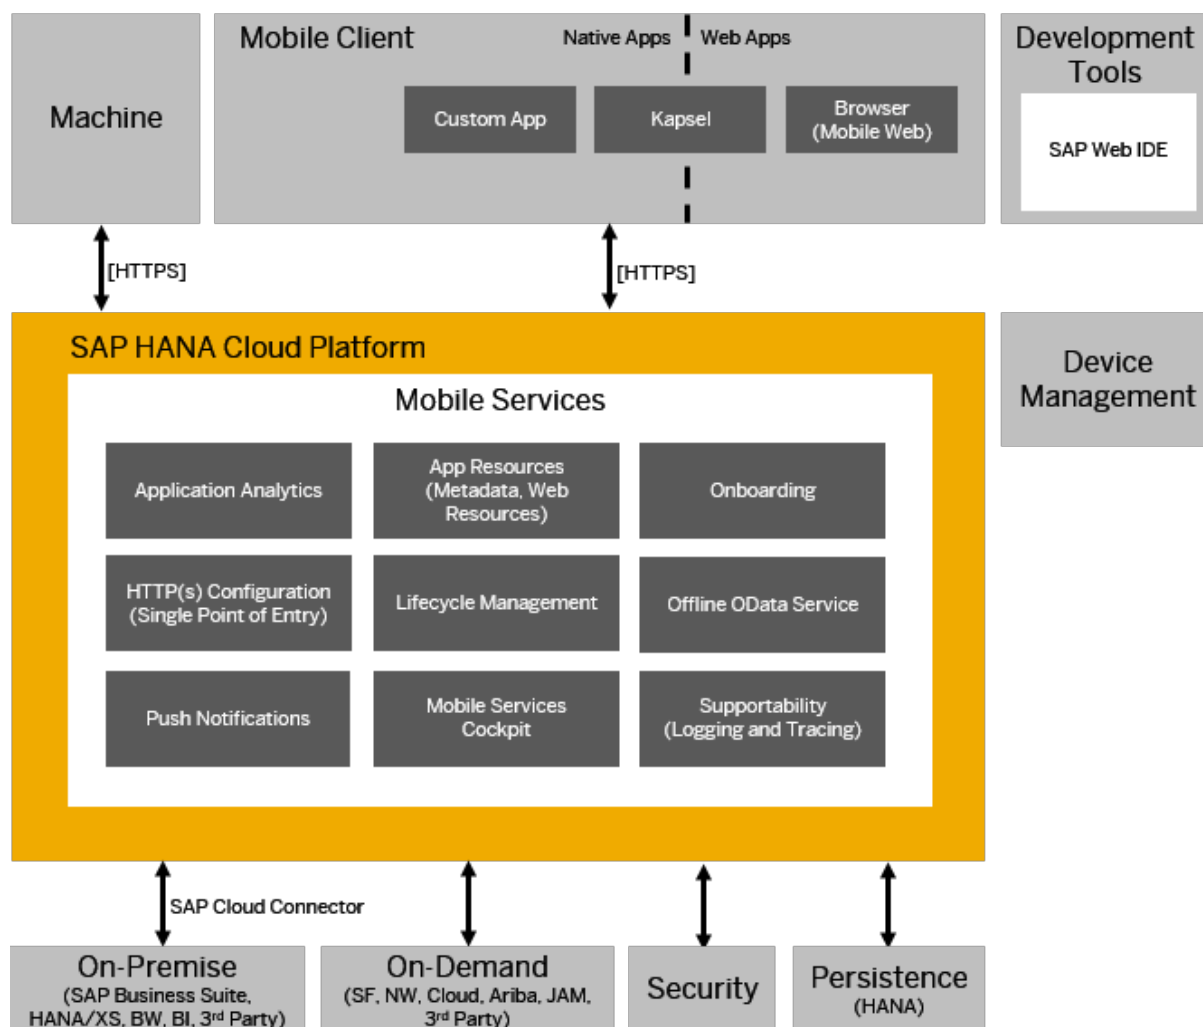 Machine
Mobile Client
Native Apps
Web Apps
Custom App
Kapsel
Browser
(Mobile Web)
Development
Tools
SAP Web IDE
[HTTPS]
[HTTPS]
SAP HANA Cloud Platform
Mobile Services
Application Analytics
App Resources
(Metadada, Web
Resources)
Onboarding
HTTP(s) Configuration
(Single Point of Entry)
Lifecycle Management
Offline OData Service
Push Notifications
Mobile Services
Cockpit
Supportability
(Logging and Tracing)
Device
Management
SAP Cloud Connector
On-Premise
(SAP Business Suite,
HANA/XS, BW, BI, 3rd Party)
On-Demand
(SF, NW, Cloud, Ariba, JAM,
3rd Party)
Security
Persistence
(HANA)